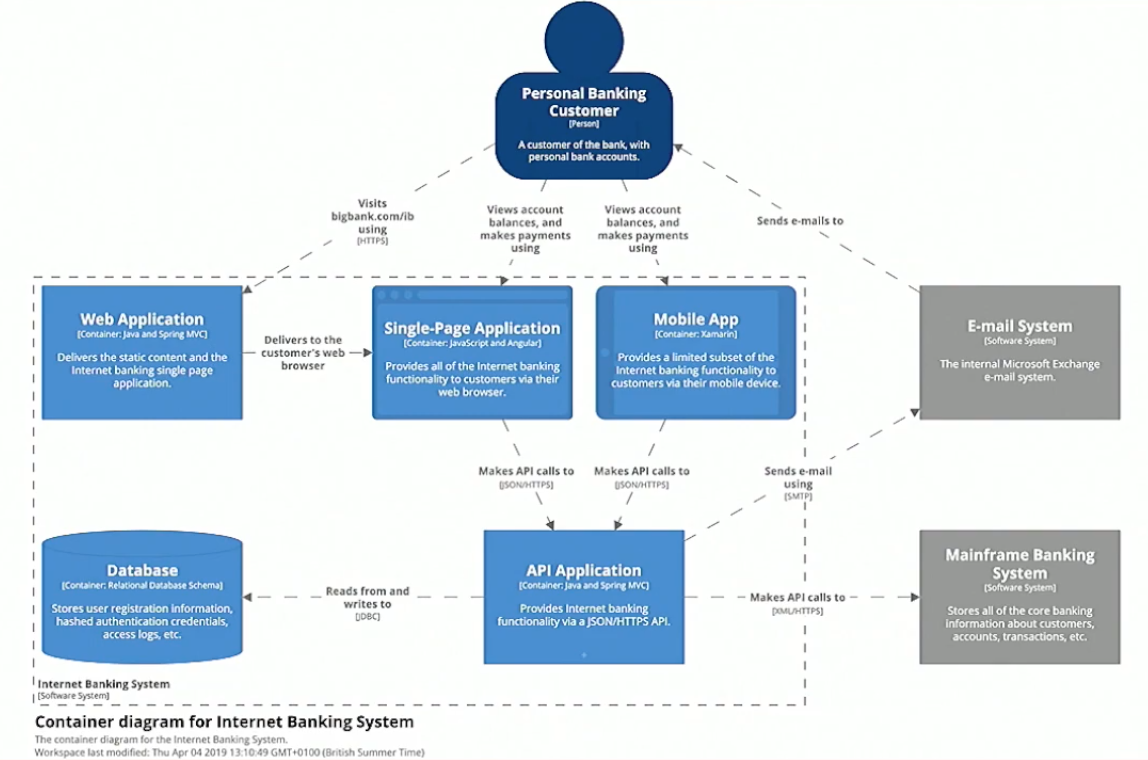 Personal Banking
Customer
[Person]
A customer of the bank, with
personal bank accounts.
Visits
bigbank.com/ib
using
[HTTPS]
Views account
balances, and
makes payments
using
Views account
balances, and
makes payments
using
Sends e-mails to
Web Application
[Container: Java and Spring MVC]
Delivers the static content and the
Internet banking single page
application.
Delivers to the
customer's web
browser
Single-Page Application
[Container: JavaScript and Angular]
Provides all of the Internet banking
functionality to customers via their
web browser.
Mobile App
[Container: Xamarin]
Provides a limited subset of the
Internet banking functionality to
customers via their mobile device.
E-mail System
[Software System]
The internal Microsoft Exchange
e-mail system.
Makes API calls to
[JSON/HTTPS]
Makes API calls to
[JSON/HTTPS]
Sends e-mail
using
[SMTP]
Database
[Container: Relational Database Schema]
Stores user registration information,
hashed authentication credentials,
access logs, etc.
Reads from and
writes to
[JDBC]
API Application
[Container: Java and Spring MVC]
Provides Internet banking
functionality via a JSON/HTTPS API.
Makes API calls to
[XML/HTTPS]
Mainframe Banking
System
[Software System]
Stores all of the core banking
information about customers,
accounts, transactions, etc.
Internet Banking System
[Software System]
Container diagram for Internet Banking System
The container diagram for the Internet Banking System.
Workspace last modified: Thu Apr 04 2019 13:10:49 GMT+0100 (British Summer Time)